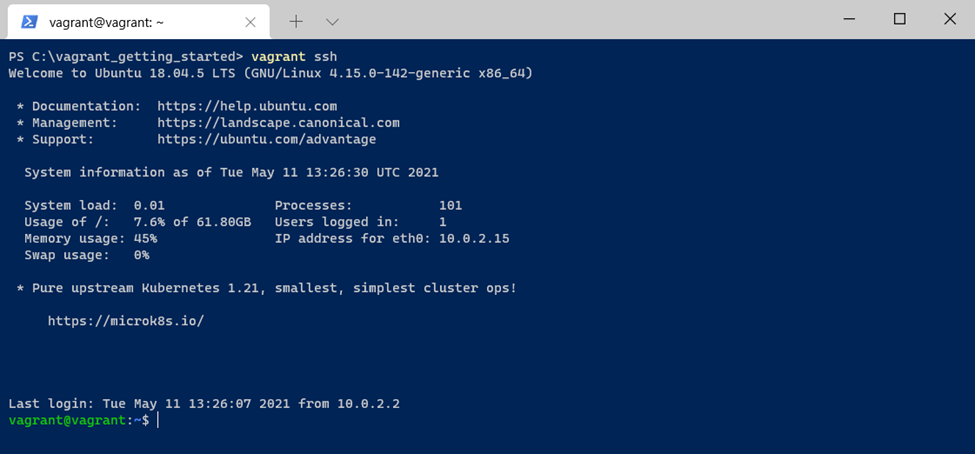 vagrant@vagrant: ~
PS C:\vagrant_getting_started> vagrant ssh
Welcome to Ubuntu 18.04.5 LTS (GNU/Linux 4.15.0-142-generic x86_64)
* Documentation:  https://help.ubuntu.com
* Management:     https://landscape.canonical.com
* Support:        https://ubuntu.com/advantage
System information as of Tue May 11 13:26:30 UTC 2021
System load:  0.01              Processes:           101
Usage of /:   7.6% of 61.80GB   Users logged in:     1
Memory usage: 45%               IP address for eth0: 10.0.2.15
Swap usage:   0%
* Pure upstream Kubernetes 1.21, smallest, simplest cluster ops!
https://microk8s.io/
Last login: Tue May 11 13:26:07 2021 from 10.0.2.2
vagrant@vagrant:~$